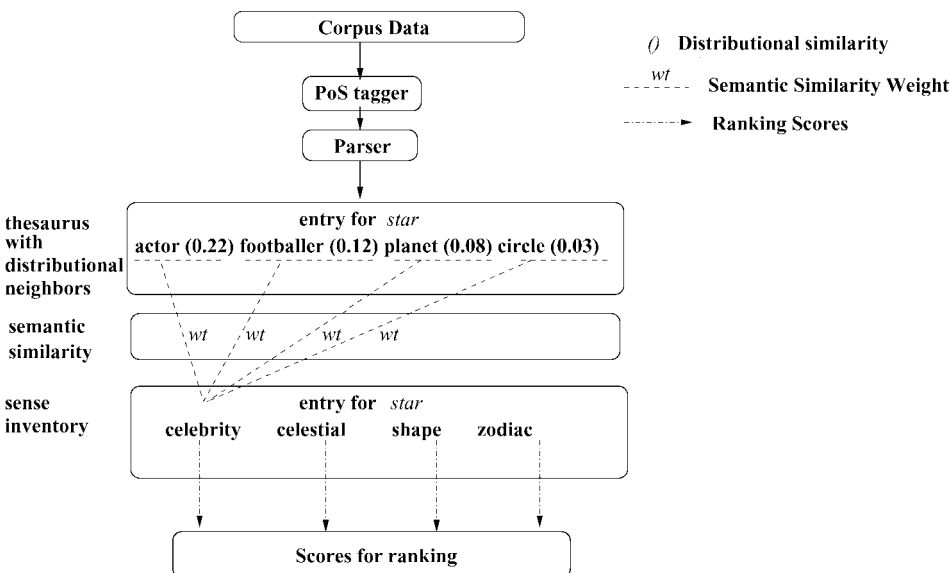 Corpus Data
PoS tagger
Parser
() Distributional similarity
wt
Semantic Similarity Weight
Ranking Scores
thesaurus
with
distributional
neighbors
entry for star
actor (0.22) footballer (0.12) planet (0.08) circle (0.03)
semantic
similarity
wt wt wt wt
sense
inventory
entry for star
celebrity celestial shape zodiac
Scores for ranking